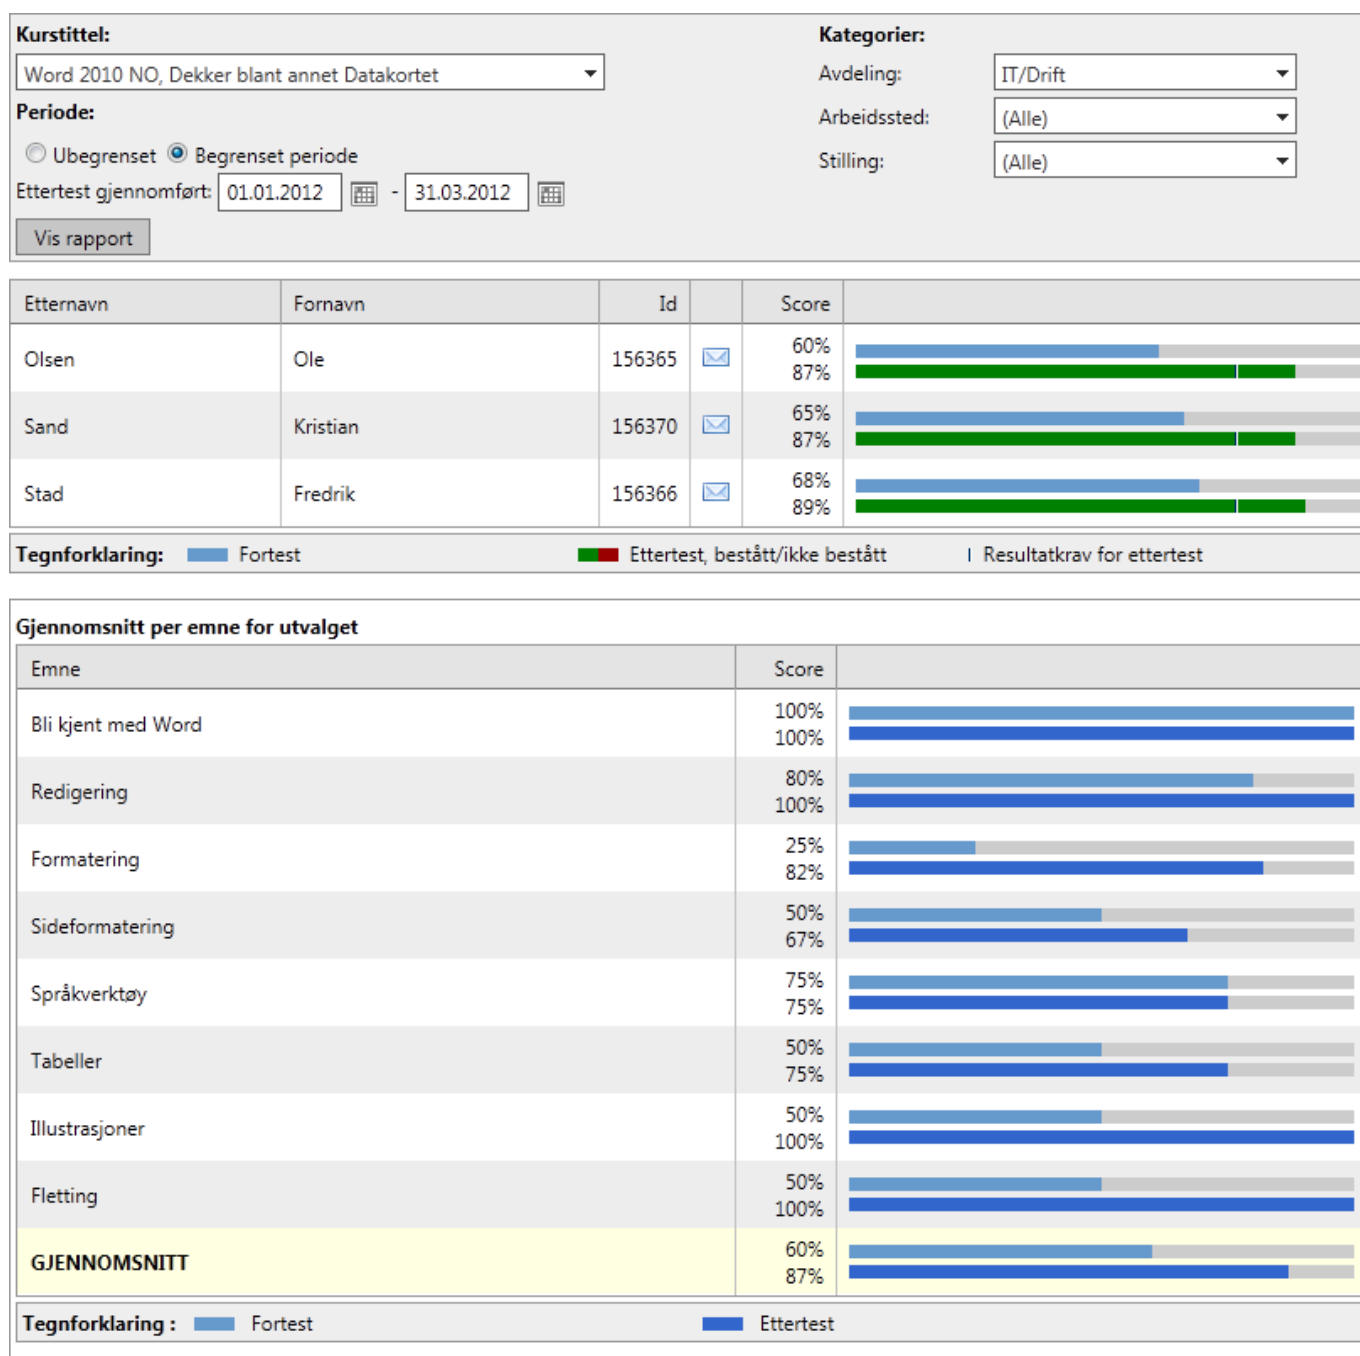 Kurstittel:
Word 2010 NO, Dekker blant annet Datakortet
Periode:
Ubegrenset Begrenset periode
Ettertest gjennomført: 01.01.2012 - 31.03.2012
Vis rapport
Kategorier:
Avdeling: IT/Drift
Arbeidssted: (Alle)
Stilling: (Alle)
Etternavn Fornavn Id Score
Olsen Ole 156365 60%
87%
Sand Kristian 156370 65%
87%
Stad Fredrik 156366 68%
89%
Tegnforklaring: Fortest Ettertest, bestått/ikke bestått Resultatkrav for ettertest
Gjennomsnitt per emne for utvalget
Emne Score
Bli kjent med Word 100%
100%
Redigering 80%
100%
Formatering 25%
82%
Sideformatering 50%
67%
Språkverktøy 75%
75%
Tabeller 50%
75%
Illustrasjoner 50%
100%
Fletting 50%
100%
GJENNOMSNITT 60%
87%
Tegnforklaring : Fortest Ettertest